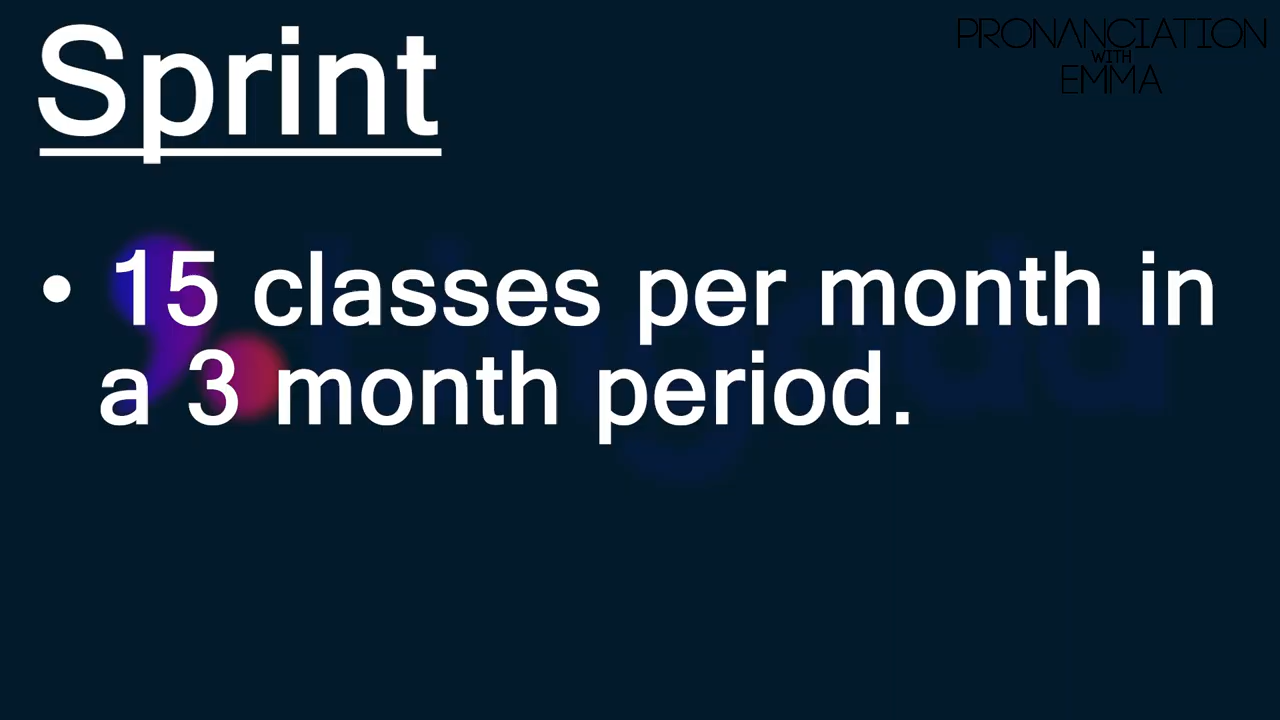 Sprint
PRONANCIATION
WITH
EMMA
• 15 classes per month in
a 3 month period.